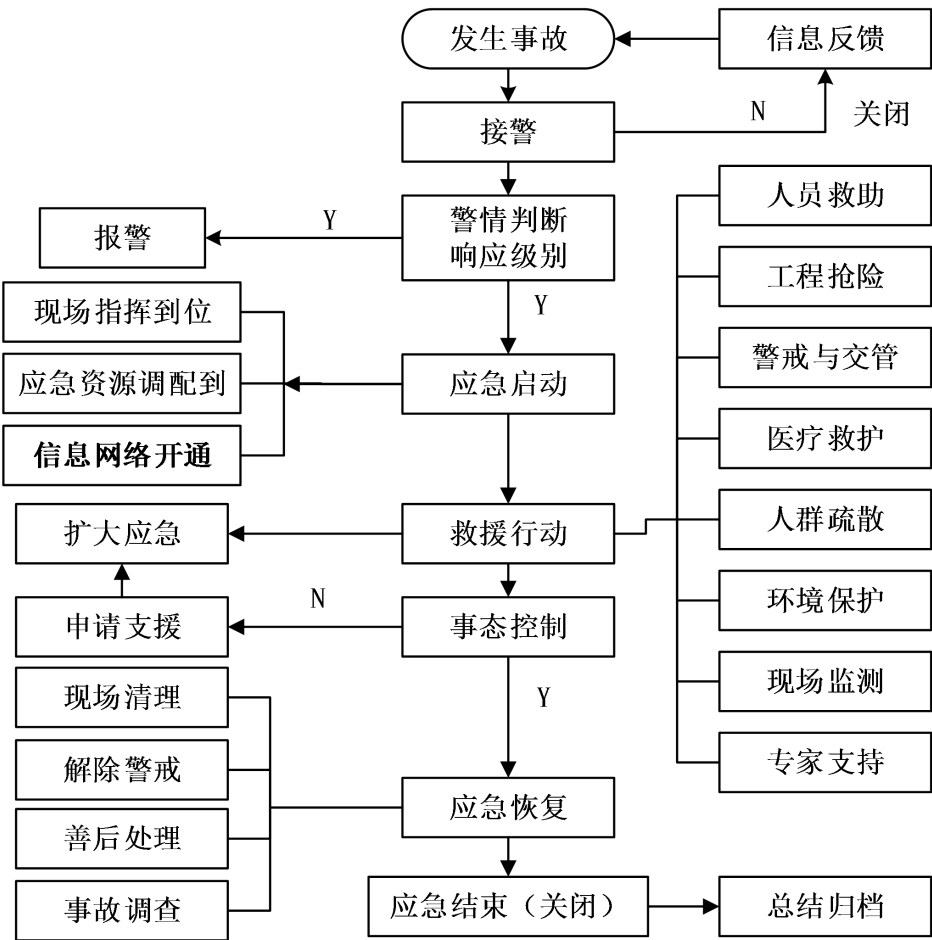 发生事故
信息反馈
接警
N
关闭
人员救助
警情判断
响应级别
Y
报警
工程抢险
现场指挥到位
Y
警戒与交管
应急资源调配到
应急启动
医疗救护
信息网络开通
人群疏散
扩大应急
救援行动
环境保护
申请支援
N
事态控制
现场监测
现场清理
Y
专家支持
解除警戒
应急恢复
善后处理
事故调查
应急结束（关闭）
总结归档